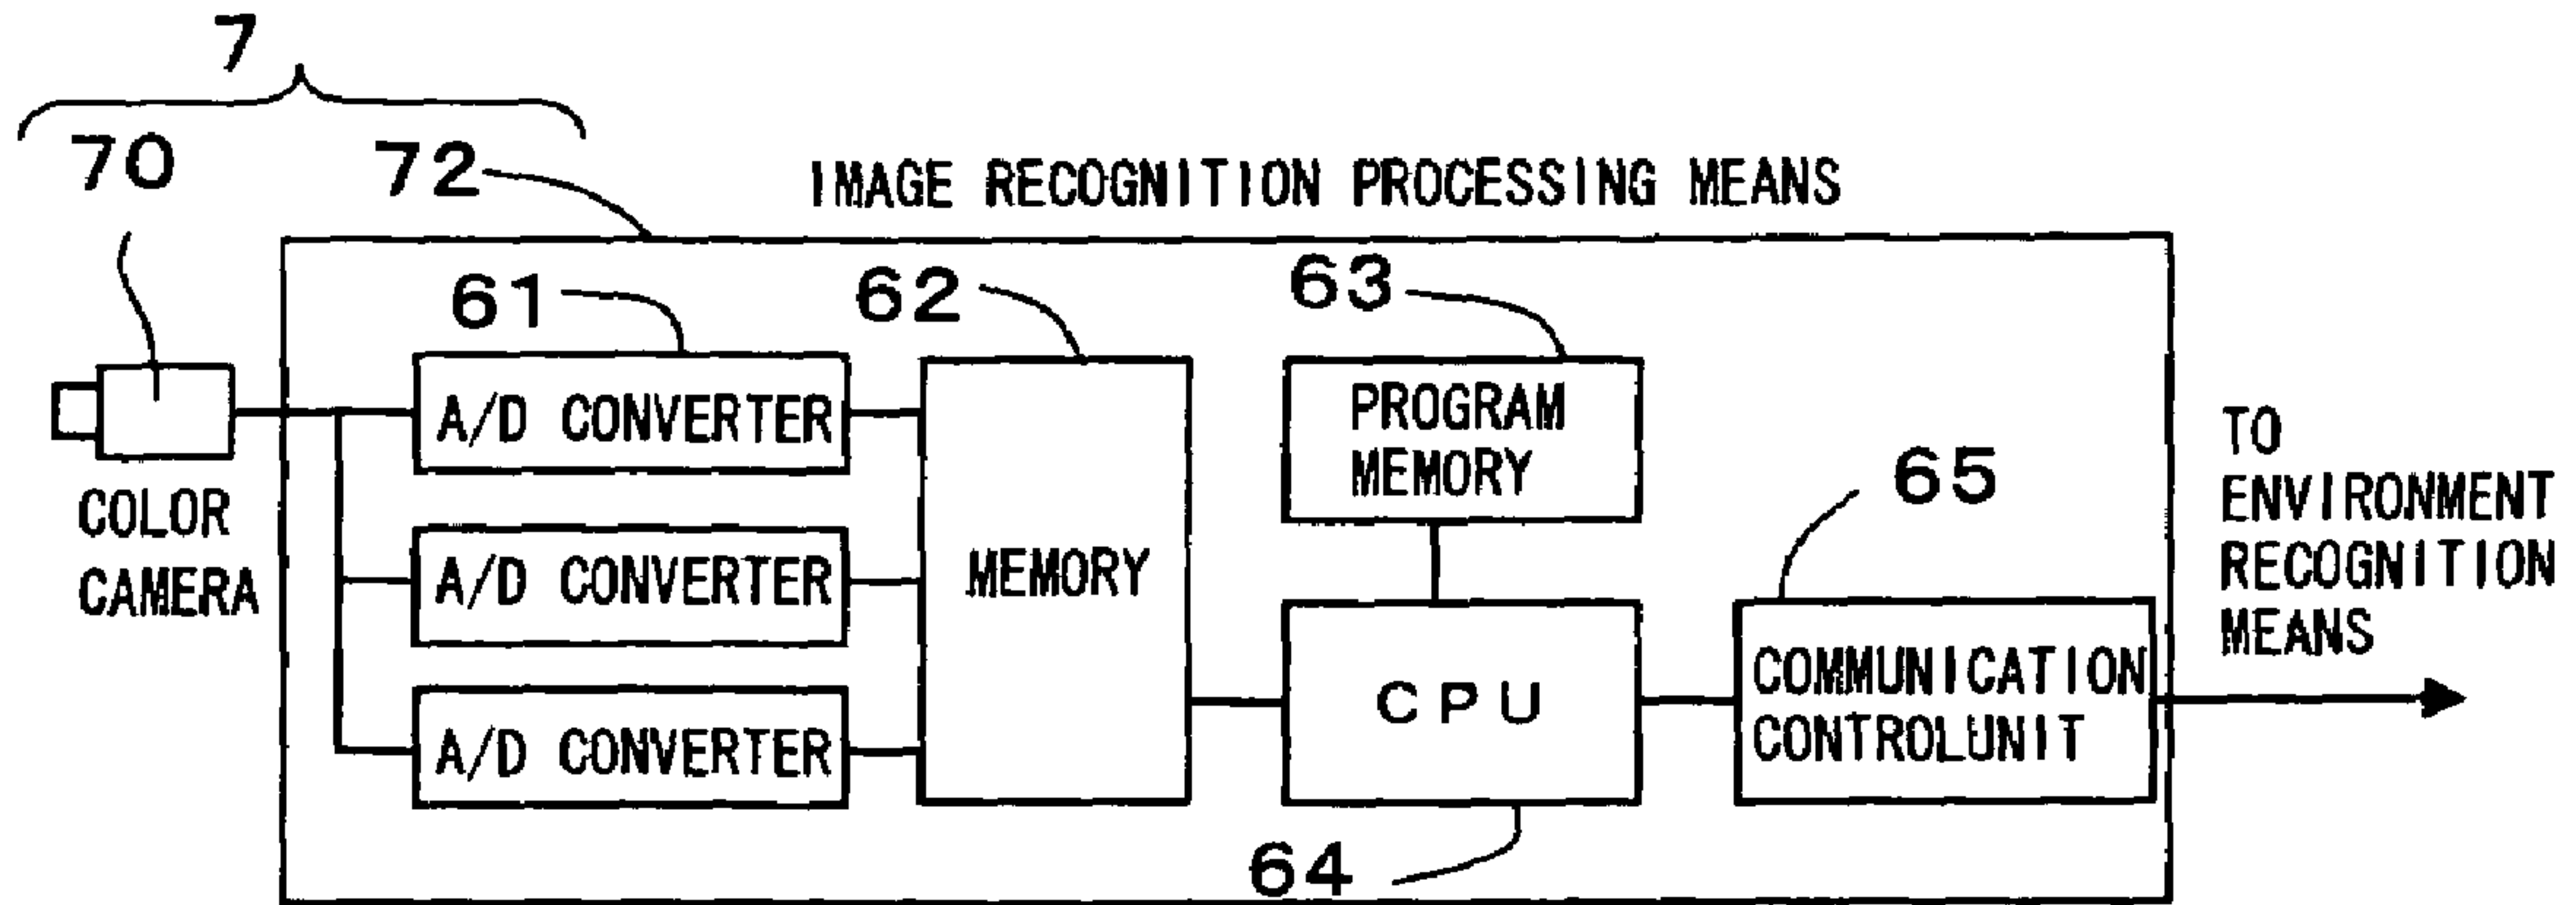 7
70
72
IMAGE RECOGNITION PROCESSING MEANS
61
62
63
A/D CONVERTER
PROGRAM
MEMORY
COLOR
CAMERA
A/D CONVERTER
MEMORY
65
TO
ENVIRONMENT
RECOGNITION
MEANS
A/D CONVERTER
CPU
COMMUNICATION
CONTROLUNIT
64